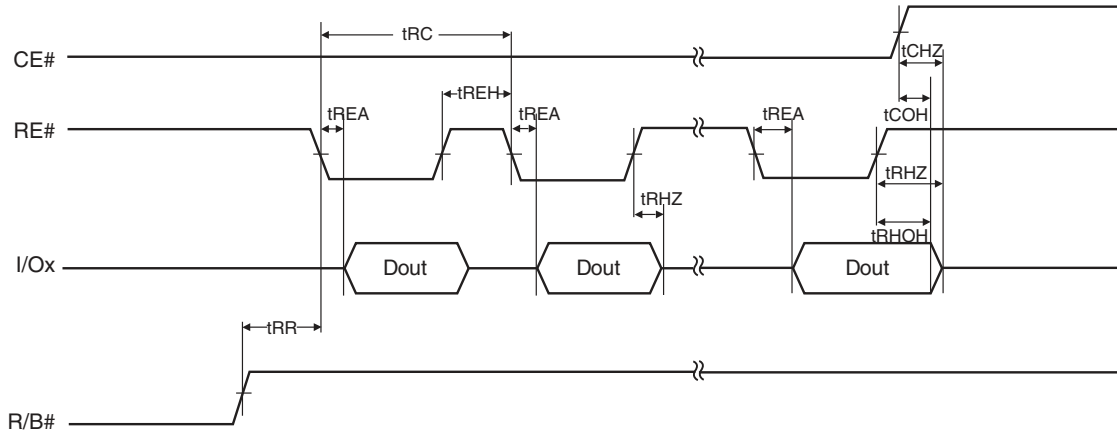 tRC
tCHZ
CE#
tREH
tREA
tREA
tREA
tCOH
RE#
tRHZ
tRHZ
tRHOH
I/Ox
Dout
Dout
Dout
tRR
R/B#